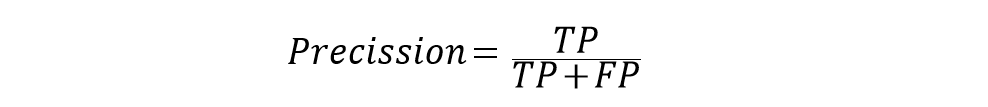 Precission = TP / TP + FP